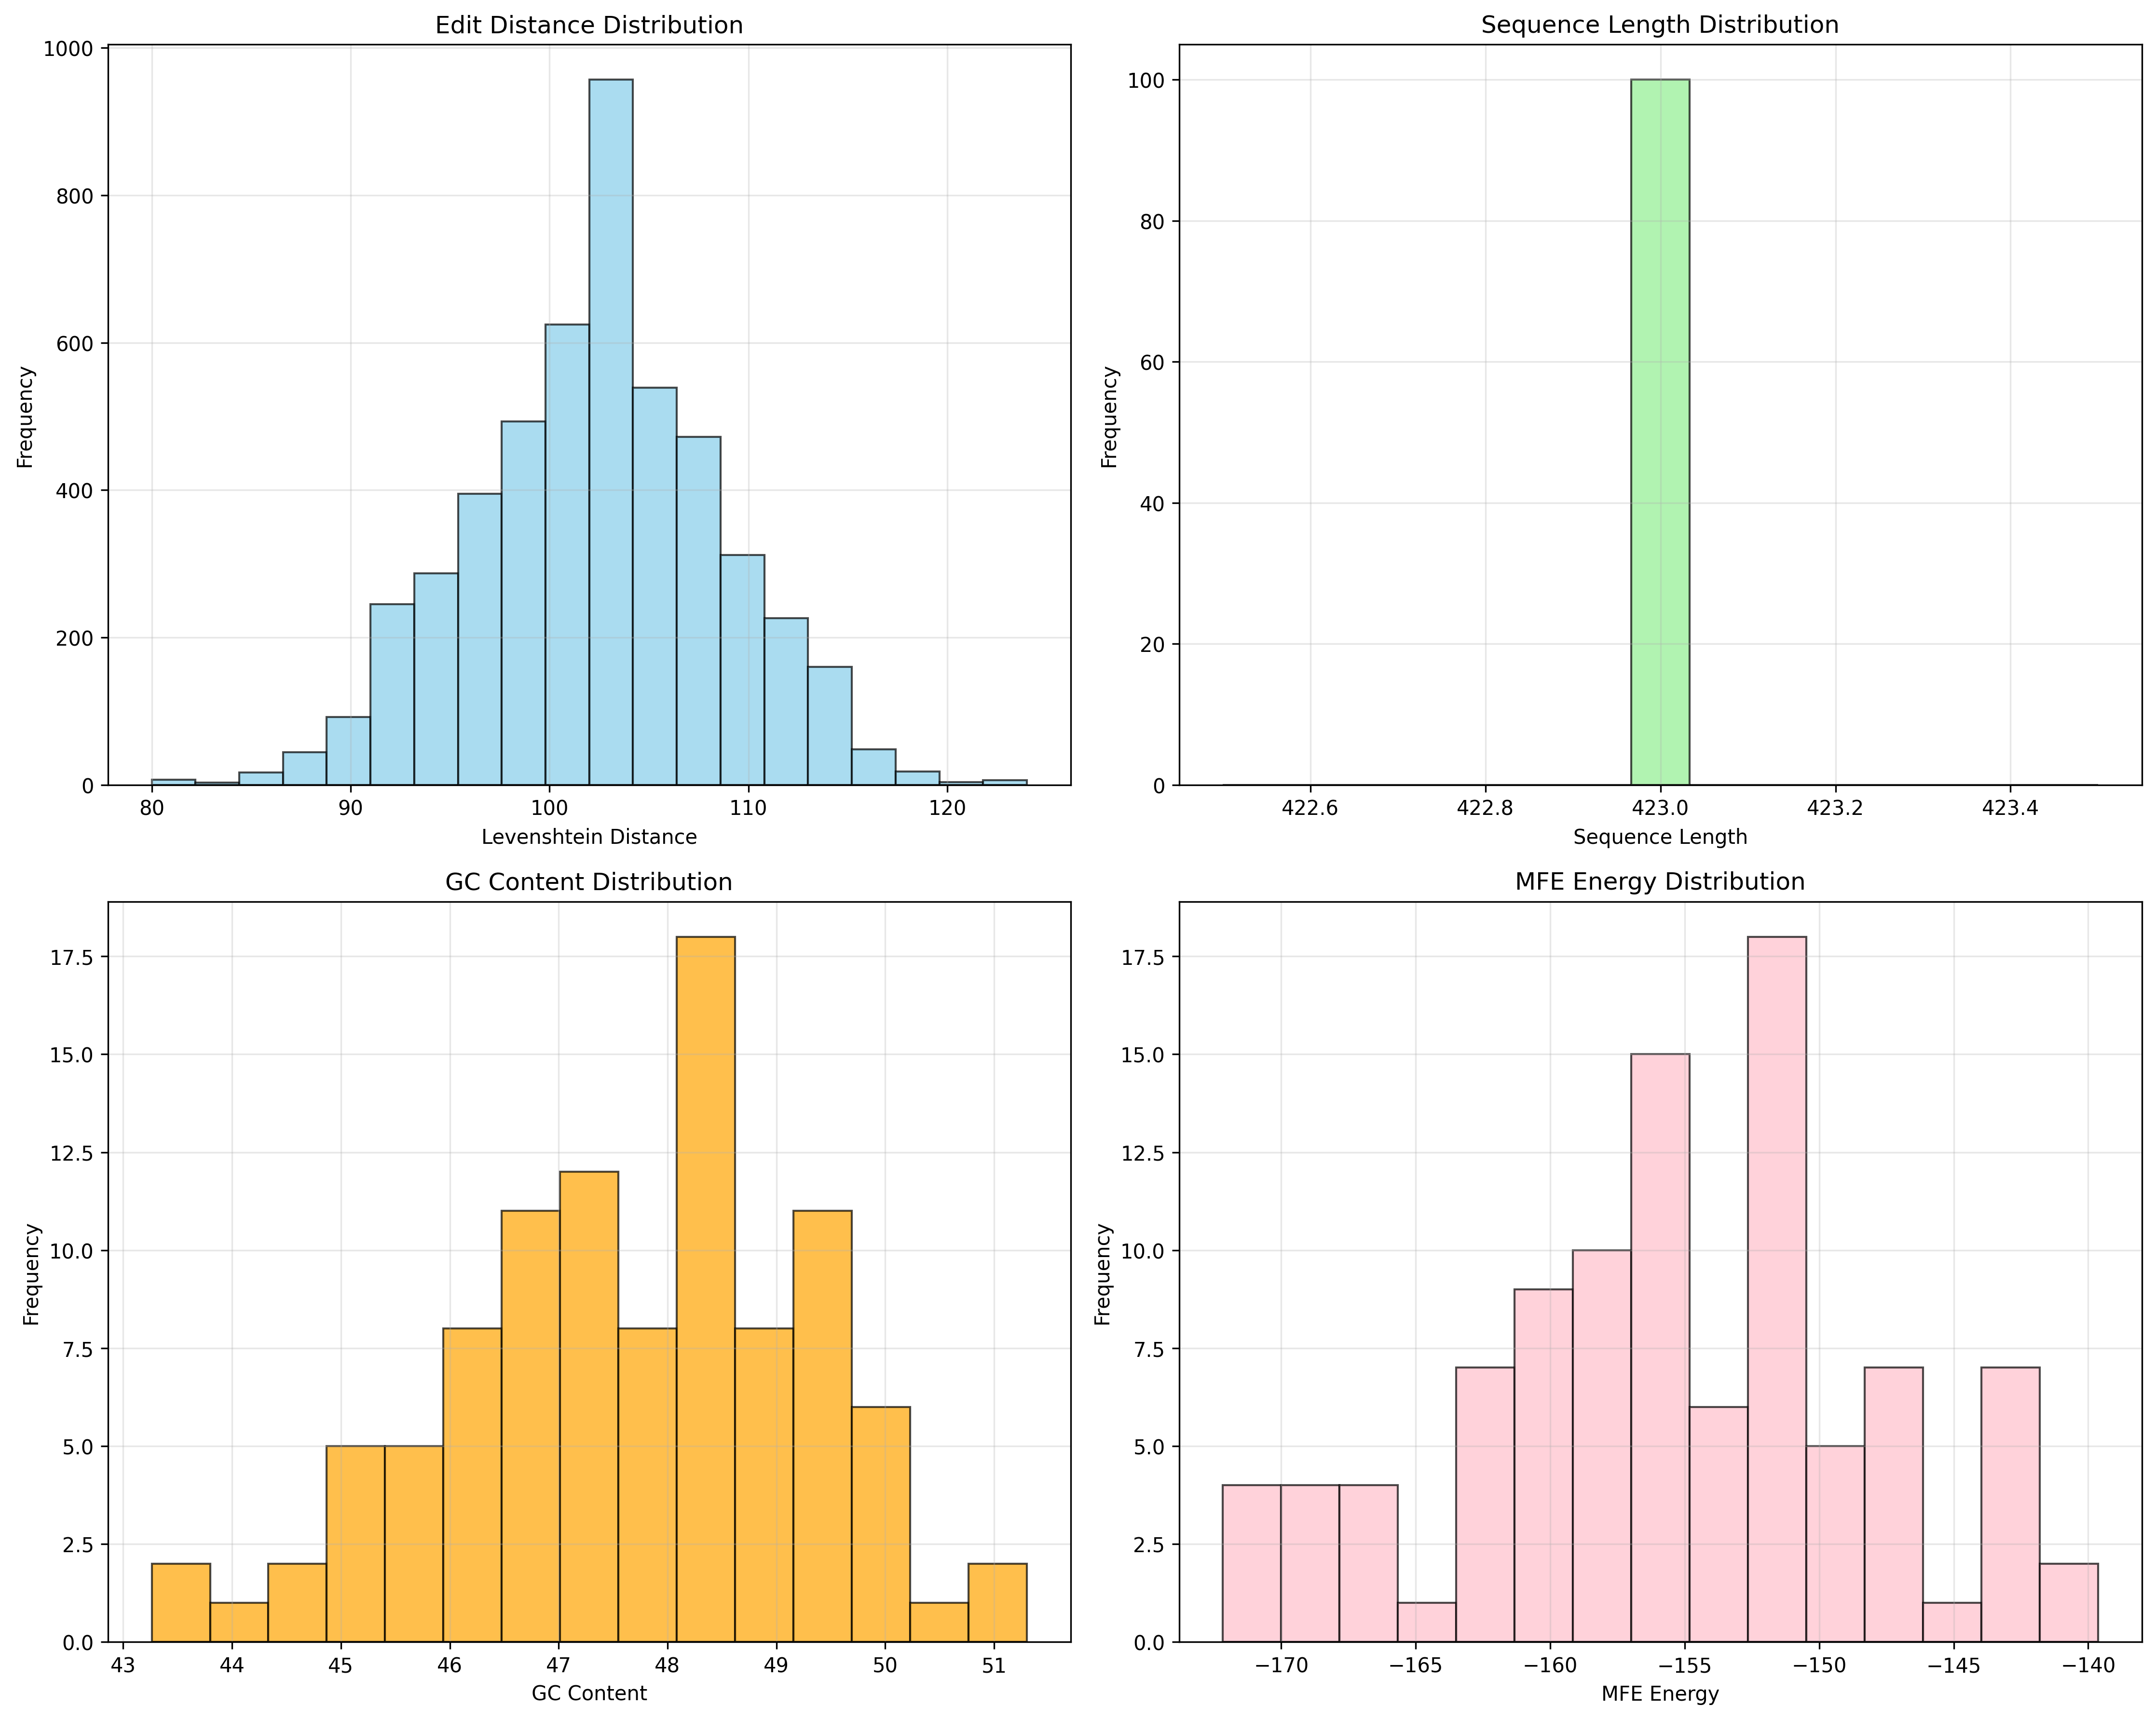 Edit Distance Distribution
1000
800
600
400
200
0
Frequency
80 90 100 110 120
Levenshtein Distance
Sequence Length Distribution
100
80
60
40
20
0
Frequency
422.6 422.8 423.0 423.2 423.4
Sequence Length
GC Content Distribution
17.5
15.0
12.5
10.0
7.5
5.0
2.5
0.0
Frequency
43 44 45 46 47 48 49 50 51
GC Content
MFE Energy Distribution
17.5
15.0
12.5
10.0
7.5
5.0
2.5
0.0
Frequency
−170 −165 −160 −155 −150 −145 −140
MFE Energy